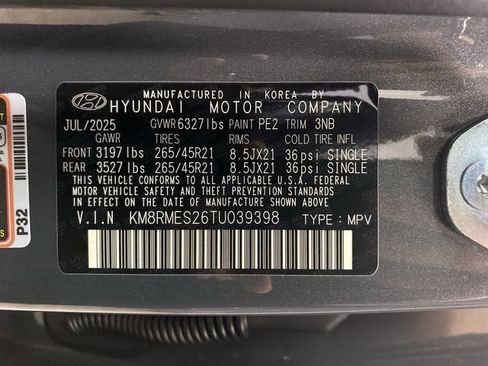 MANUFACTURED IN KOREA BY
HYUNDAI MOTOR COMPANY
JUL/2025 GVWR 6327lbs PAINT PE2 TRIM 3NB
GAWR TIRES RIMS COLD TIRE INFL
FRONT 3197lbs 265/45R21 8.5JX21 36psi SINGLE
REAR 3527lbs 265/45R21 8.5JX21 36psi SINGLE
THIS VEHICLE CONFORMS TO ALL APPLICABLE U.S.A. FEDERAL
MOTOR VEHICLE SAFETY STANDARDS IN EFFECT ON THE DATE OF
MANUFACTURE SHOWN ABOVE.
V.I.N KM8RMES26TU039398 TYPE : MPV
P32